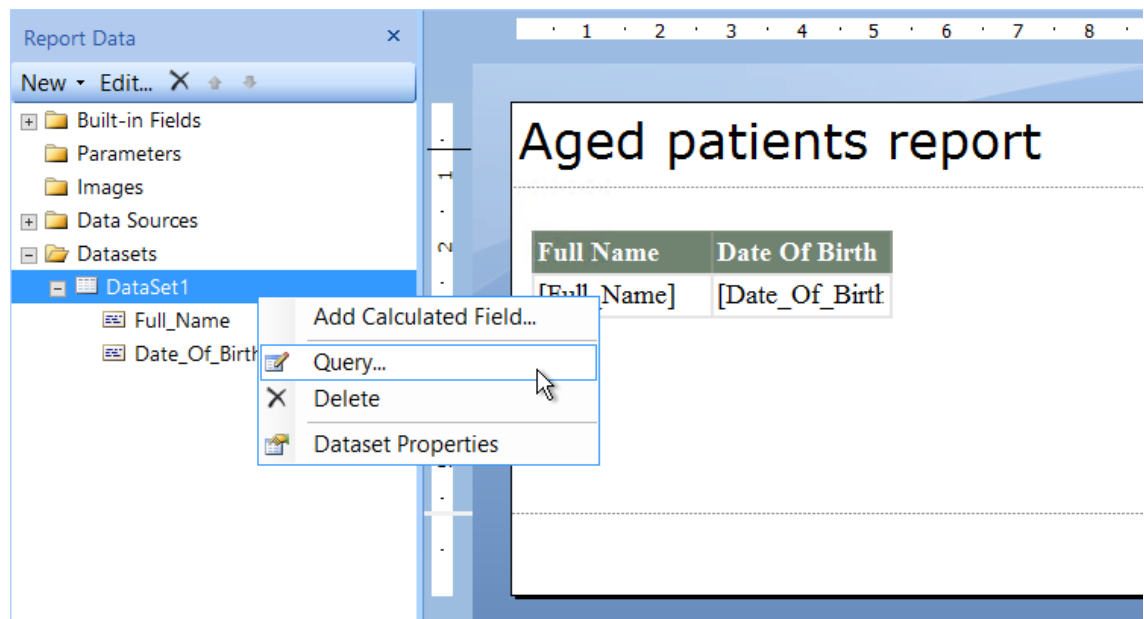 Report Data ×
New Edit...
Built-in Fields
Parameters
Images
Data Sources
Datasets
DataSet1
Full_Name
Date_Of_Birth
Add Calculated Field...
Query...
Delete
Dataset Properties
1 2 3 4 5 6 7 8
1
2
Aged patients report
Full Name Date Of Birth
[Full_Name] [Date_Of_Birth